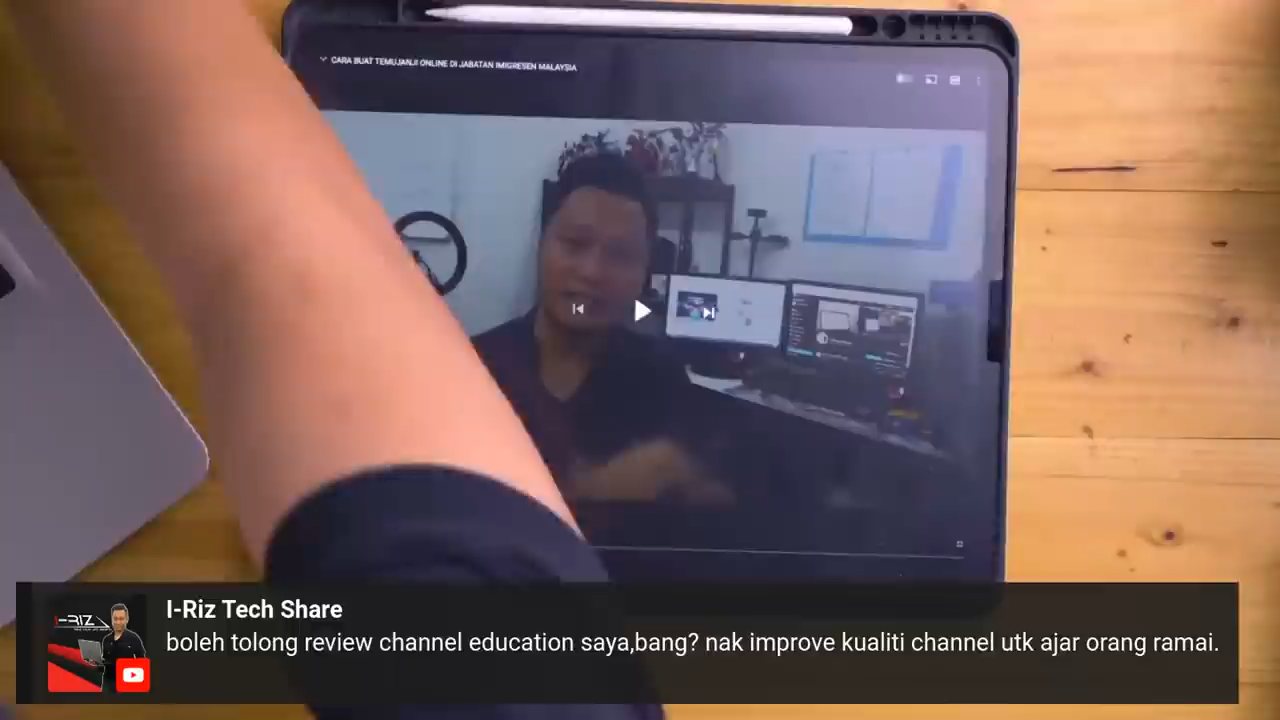 CARA BUAT TEMUJANJI ONLINE DI JABATAN IMIGRESEN MALAYSIA
I-RIZ
I-Riz Tech Share
boleh tolong review channel education saya,bang? nak improve kualiti channel utk ajar orang ramai.